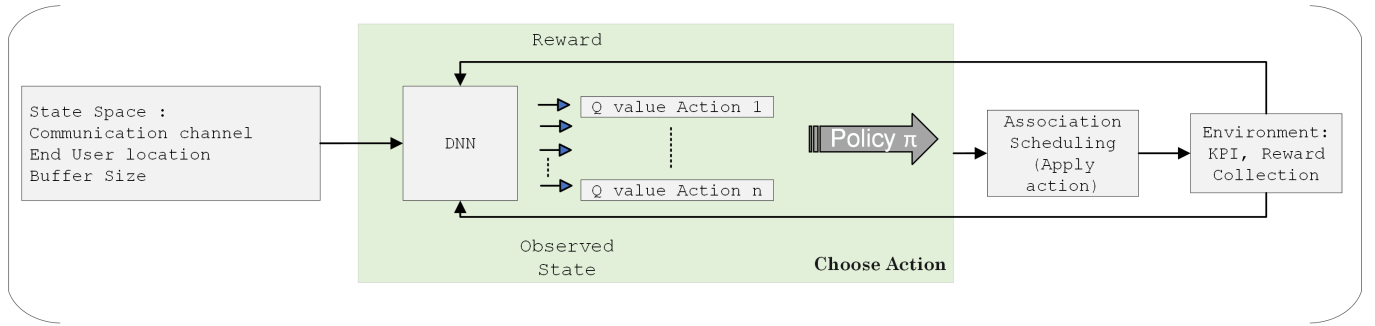 Reward
State Space :
Communication channel
End User location
Buffer Size
DNN
Q value Action 1
Q value Action n
Policy π
Association
Scheduling
(Apply
action)
Environment:
KPI, Reward
Collection
Observed
State
Choose Action